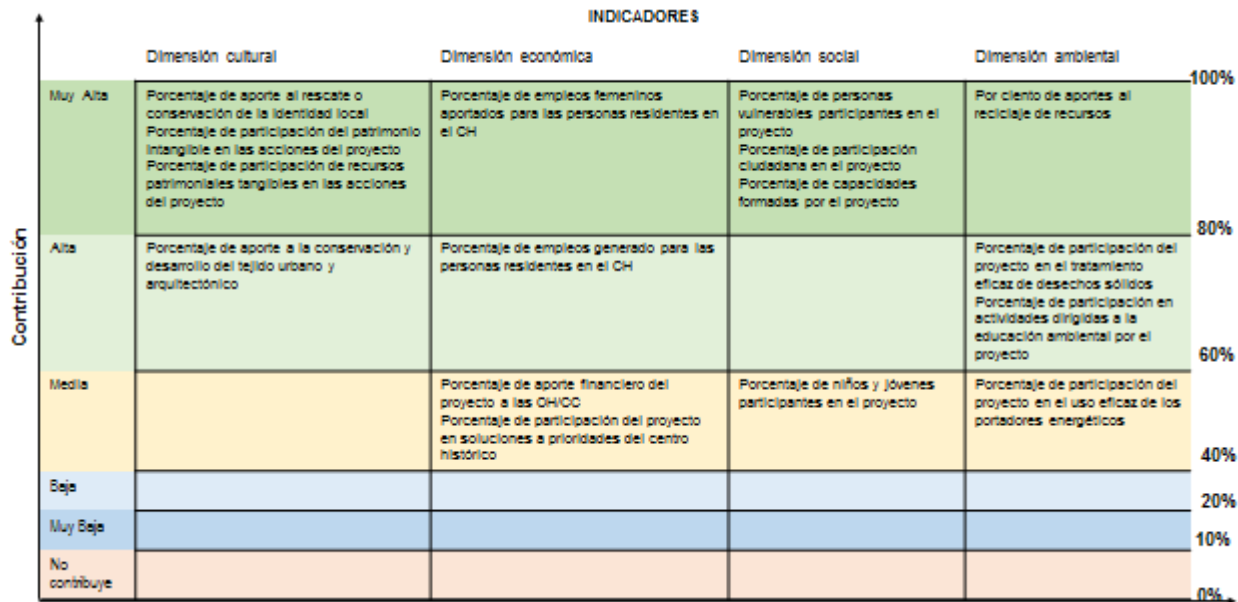 INDICADORES
Dimensión cultural
Dimensión económica
Dimensión social
Dimensión ambiental
Contribución
100%
Muy Alta
Porcentaje de aporte al rescate o
conservación de la identidad local
Porcentaje de participación del patrimonio
intangible en las acciones del proyecto
Porcentaje de participación de recursos
patrimoniales tangibles en las acciones
del proyecto
Porcentaje de empleos femeninos
aportados para las personas residentes en
el CH
Porcentaje de personas
vulnerables participantes en el
proyecto
Porcentaje de participación
ciudadana en el proyecto
Porcentaje de capacidades
formadas por el proyecto
Por ciento de aportes al
reciclaje de recursos
80%
Alta
Porcentaje de aporte a la conservación y
desarrollo del tejido urbano y
arquitectónico
Porcentaje de empleos generado para las
personas residentes en el CH
Porcentaje de participación del
proyecto en el tratamiento
eficaz de desechos sólidos
Porcentaje de participación en
actividades dirigidas a la
educación ambiental por el
proyecto
60%
Media
Porcentaje de aporte financiero del
proyecto a las OH/CC
Porcentaje de participación del proyecto
en soluciones a prioridades del centro
histórico
Porcentaje de niños y jóvenes
participantes en el proyecto
Porcentaje de participación del
proyecto en el uso eficaz de los
portadores energéticos
40%
Baja
20%
Muy Baja
10%
No
contribuye
0%